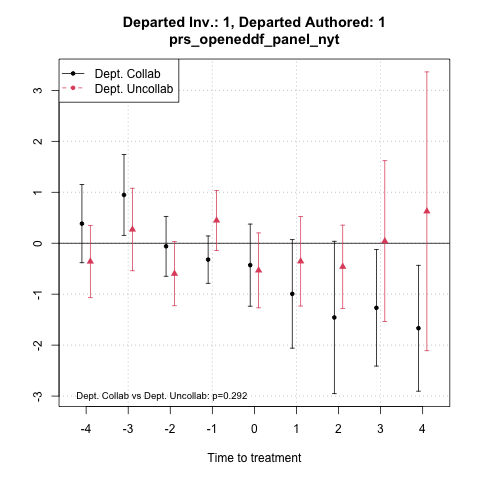 Departed Inv.: 1, Departed Authored: 1
prs_openeddf_panel_nyt
Dept. Collab
Dept. Uncollab
3
2
1
0
-1
-2
-3
Dept. Collab vs Dept. Uncollab: p=0.292
-4 -3 -2 -1 0 1 2 3 4
Time to treatment